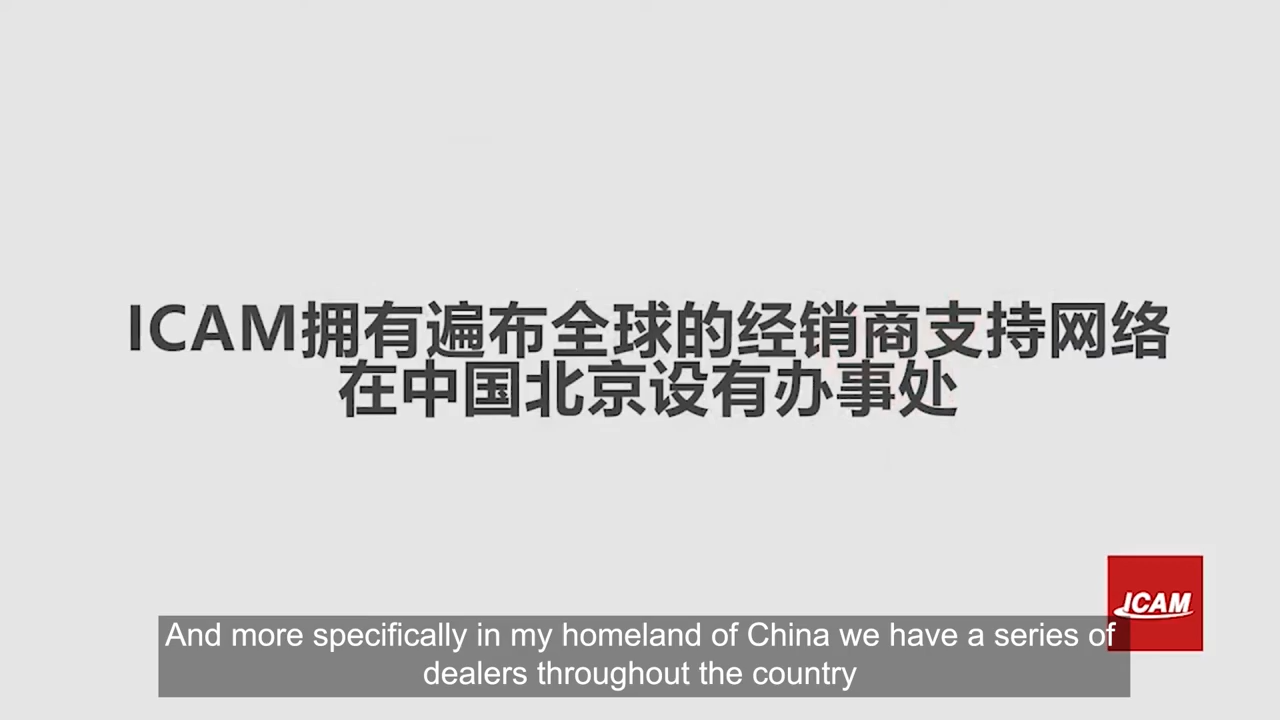 ICAM拥有遍布全球的经销商支持网络
在中国北京设有办事处
ICAM
And more specifically in my homeland of China we have a series of
dealers throughout the country